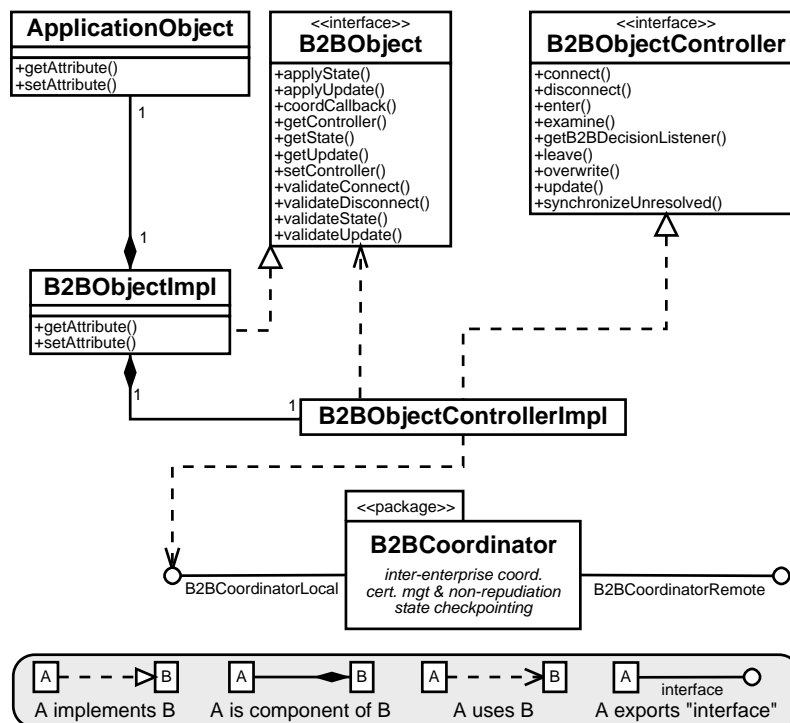 ApplicationObject
+getAttribute()
+setAttribute()
<<interface>>
B2BObject
+applyState()
+applyUpdate()
+coordCallback()
+getController()
+getState()
+getUpdate()
+setController()
+validateConnect()
+validateDisconnect()
+validateState()
+validateUpdate()
<<interface>>
B2BObjectController
+connect()
+disconnect()
+enter()
+examine()
+getB2BDecisionListener()
+leave()
+overwrite()
+update()
+synchronizeUnresolved()
1
1
B2BObjectImpl
+getAttribute()
+setAttribute()
1
1
B2BObjectControllerImpl
<<package>>
B2BCoordinator
inter-enterprise coord.
cert. mgt & non-repudiation
state checkpointing
B2BCoordinatorLocal
B2BCoordinatorRemote
A B
A implements B
A B
A is component of B
A B
A uses B
A
interface
A exports "interface"